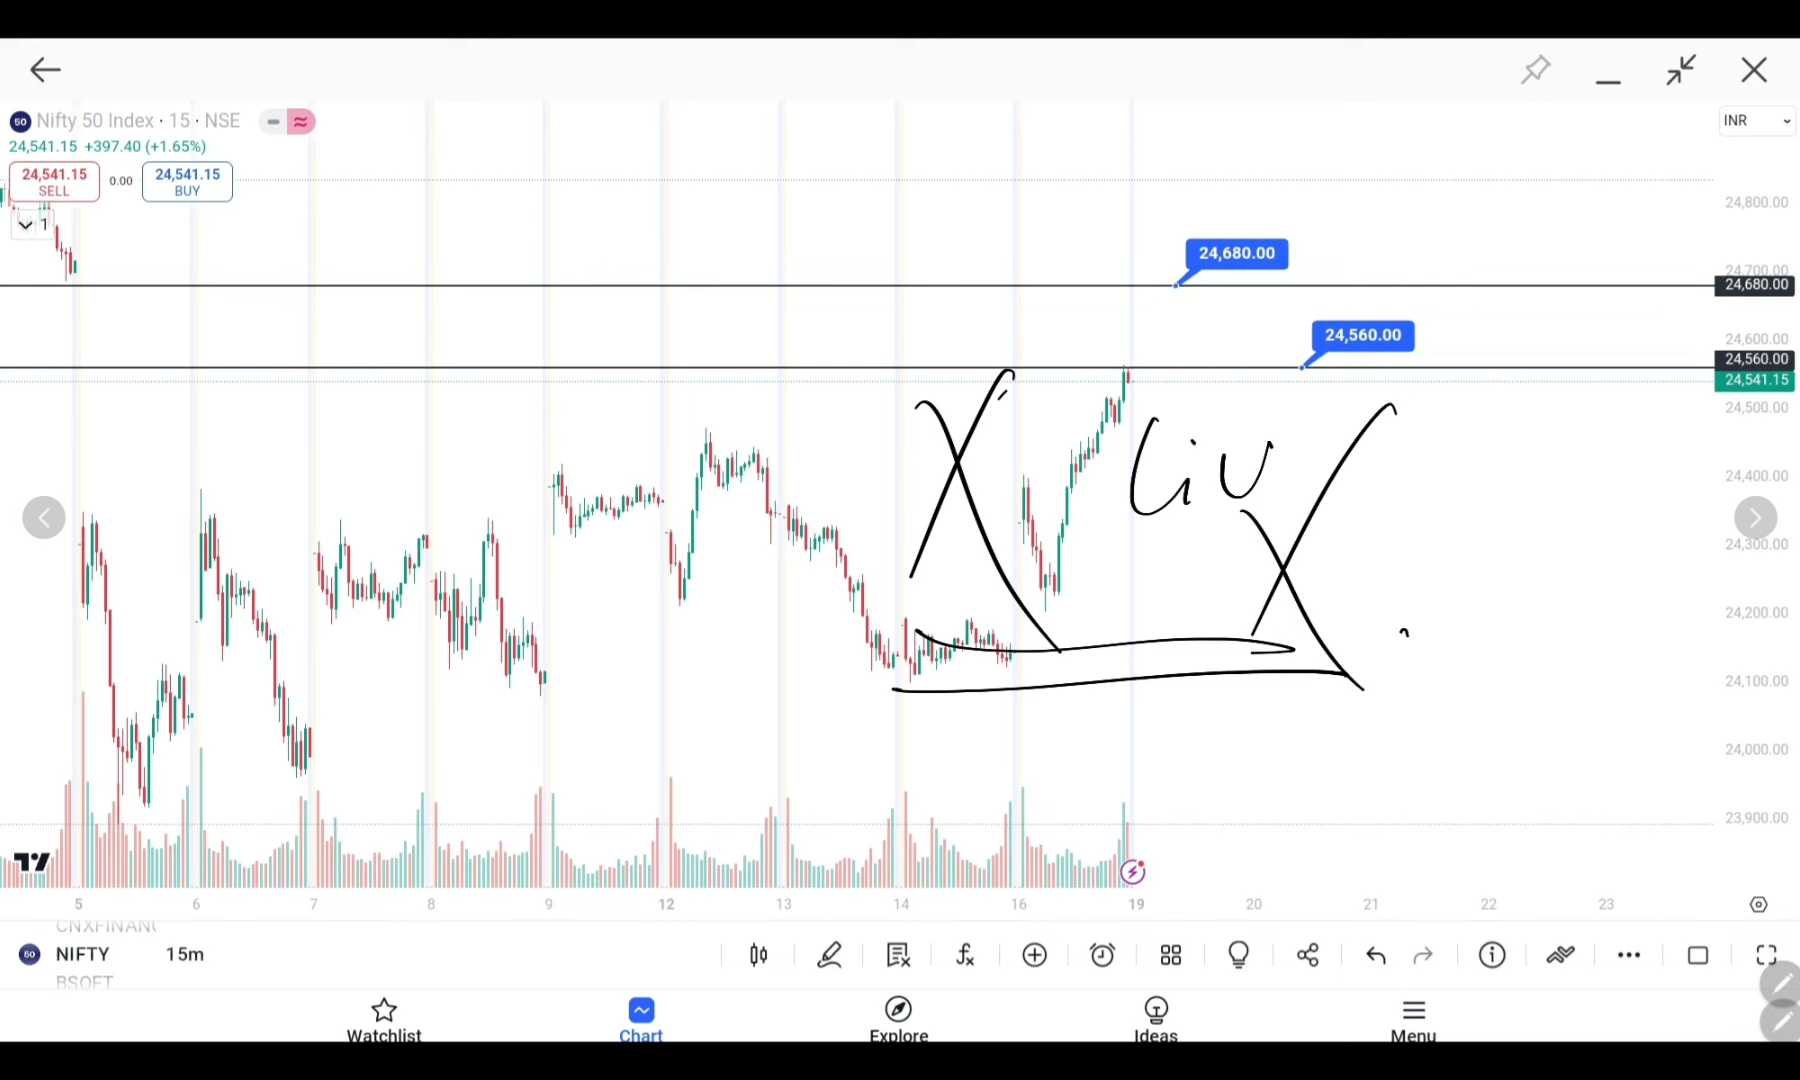 50 Nifty 50 Index · 15 · NSE
INR
24,541.15 +397.40 (+1.65%)
24,541.15 SELL
0.00
24,541.15 BUY
1
24,800.00
24,700.00
24,680.00
24,680.00
24,600.00
24,560.00
24,560.00
24,541.15
24,500.00
24,400.00
24,300.00
24,200.00
24,100.00
24,000.00
23,900.00
5 6 7 8 9 12 13 14 16 19 20 21 22 23
50 NIFTY 15m
BSOFT
Watchlist Chart Explore Ideas Menu